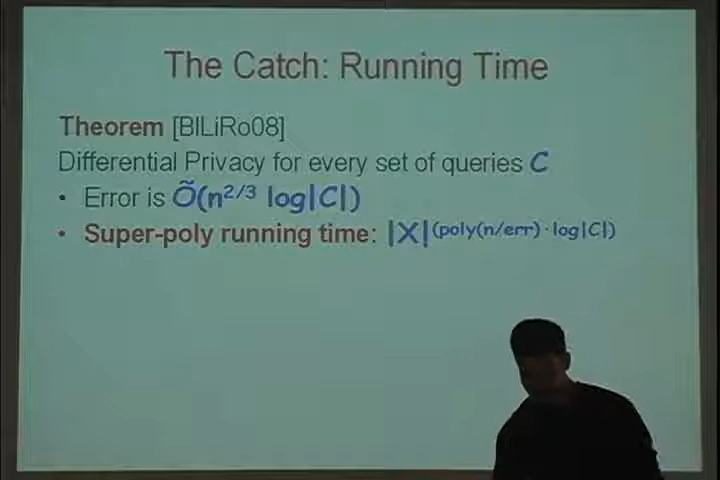 The Catch: Running Time
Theorem [BlLiRo08]
Differential Privacy for every set of queries C
• Error is Õ(n^2/3 log|C|)
• Super-poly running time: |X|^(poly(n/err)·log|C|)